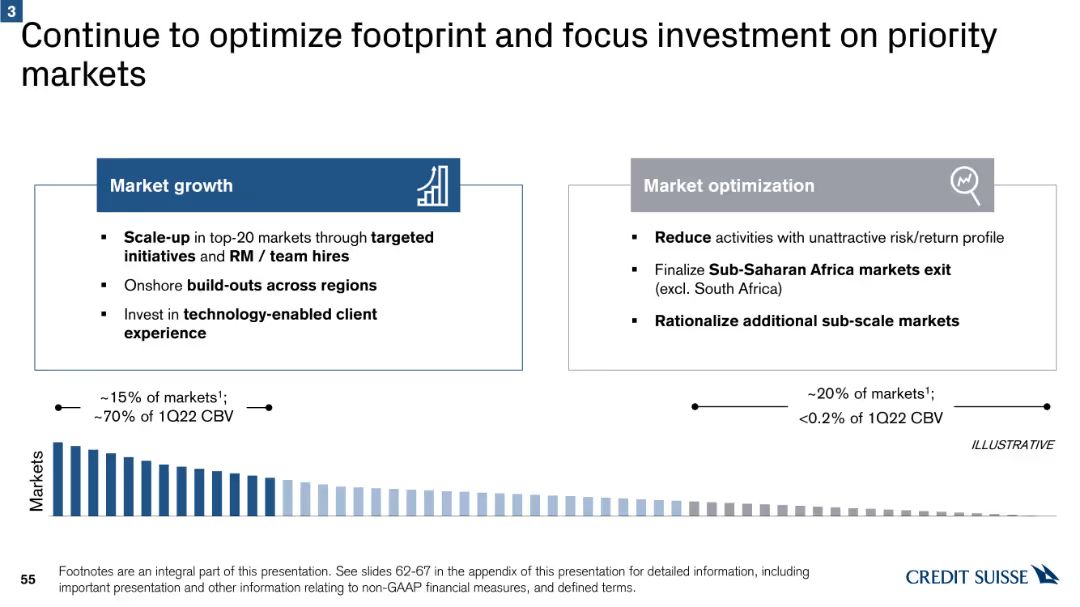 3
Continue to optimize footprint and focus investment on priority
markets
Market growth
▪ Scale-up in top-20 markets through targeted
initiatives and RM / team hires
▪ Onshore build-outs across regions
▪ Invest in technology-enabled client
experience
Market optimization
▪ Reduce activities with unattractive risk/return profile
▪ Finalize Sub-Saharan Africa markets exit
(excl. South Africa)
▪ Rationalize additional sub-scale markets
~15% of markets¹;
~70% of 1Q22 CBV
~20% of markets¹;
<0.2% of 1Q22 CBV
ILLUSTRATIVE
Markets
55
Footnotes are an integral part of this presentation. See slides 62-67 in the appendix of this presentation for detailed information, including
important presentation and other information relating to non-GAAP financial measures, and defined terms.
CREDIT SUISSE